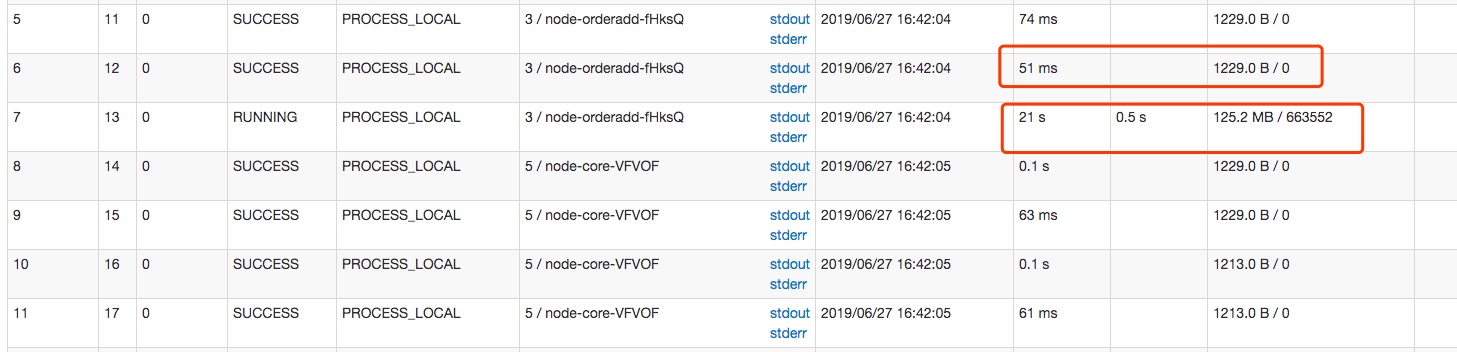 5 11 0 SUCCESS PROCESS_LOCAL 3 / node-orderadd-fHksQ stdout 2019/06/27 16:42:04 74 ms 1229.0 B / 0
stderr
6 12 0 SUCCESS PROCESS_LOCAL 3 / node-orderadd-fHksQ stdout 2019/06/27 16:42:04 51 ms 1229.0 B / 0
stderr
7 13 0 RUNNING PROCESS_LOCAL 3 / node-orderadd-fHksQ stdout 2019/06/27 16:42:04 21 s 0.5 s 125.2 MB / 663552
stderr
8 14 0 SUCCESS PROCESS_LOCAL 5 / node-core-VFVOF stdout 2019/06/27 16:42:05 0.1 s 1229.0 B / 0
stderr
9 15 0 SUCCESS PROCESS_LOCAL 5 / node-core-VFVOF stdout 2019/06/27 16:42:05 63 ms 1229.0 B / 0
stderr
10 16 0 SUCCESS PROCESS_LOCAL 5 / node-core-VFVOF stdout 2019/06/27 16:42:05 0.1 s 1213.0 B / 0
stderr
11 17 0 SUCCESS PROCESS_LOCAL 5 / node-core-VFVOF stdout 2019/06/27 16:42:05 61 ms 1213.0 B / 0
stderr